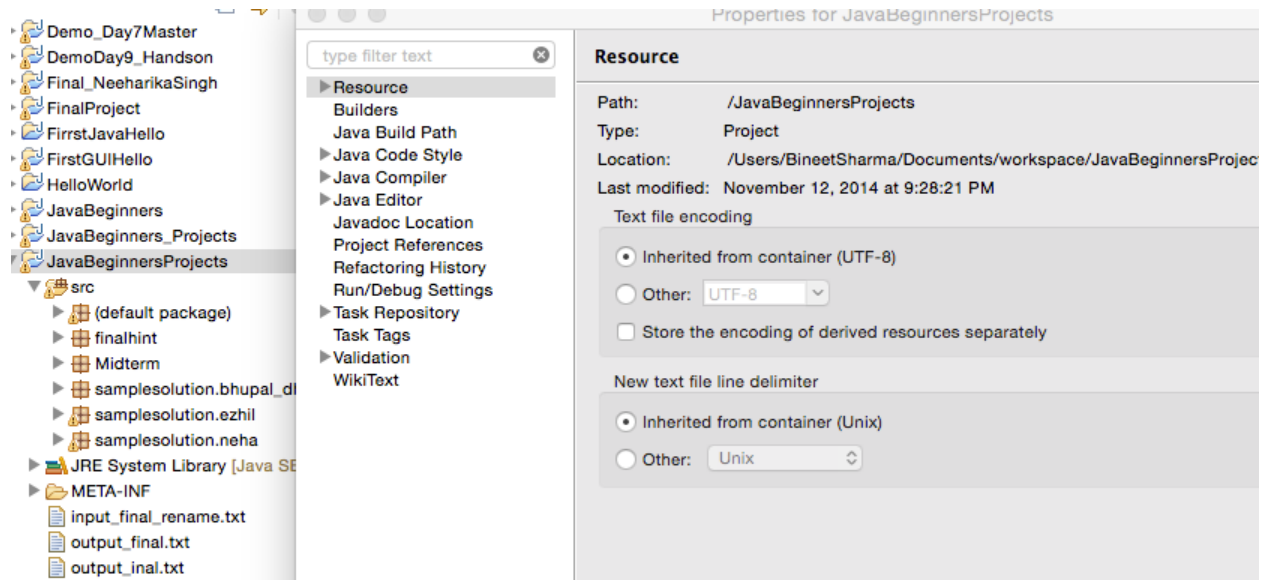 Demo_Day7Master
DemoDay9_Handson
Final_NeeharikaSingh
FinalProject
FirrstJavaHello
FirstGUIHello
HelloWorld
JavaBeginners
JavaBeginners_Projects
JavaBeginnersProjects
src
(default package)
finalhint
Midterm
samplesolution.bhupal_dl
samplesolution.ezhil
samplesolution.neha
JRE System Library [Java SE
META-INF
input_final_rename.txt
output_final.txt
output_inal.txt
Properties for JavaBeginnersProjects
type filter text
Resource
Builders
Java Build Path
Java Code Style
Java Compiler
Java Editor
Javadoc Location
Project References
Refactoring History
Run/Debug Settings
Task Repository
Task Tags
Validation
WikiText
Resource
Path: /JavaBeginnersProjects
Type: Project
Location: /Users/BineetSharma/Documents/workspace/JavaBeginnersProjec
Last modified: November 12, 2014 at 9:28:21 PM
Text file encoding
Inherited from container (UTF-8)
Other: UTF-8
Store the encoding of derived resources separately
New text file line delimiter
Inherited from container (Unix)
Other: Unix